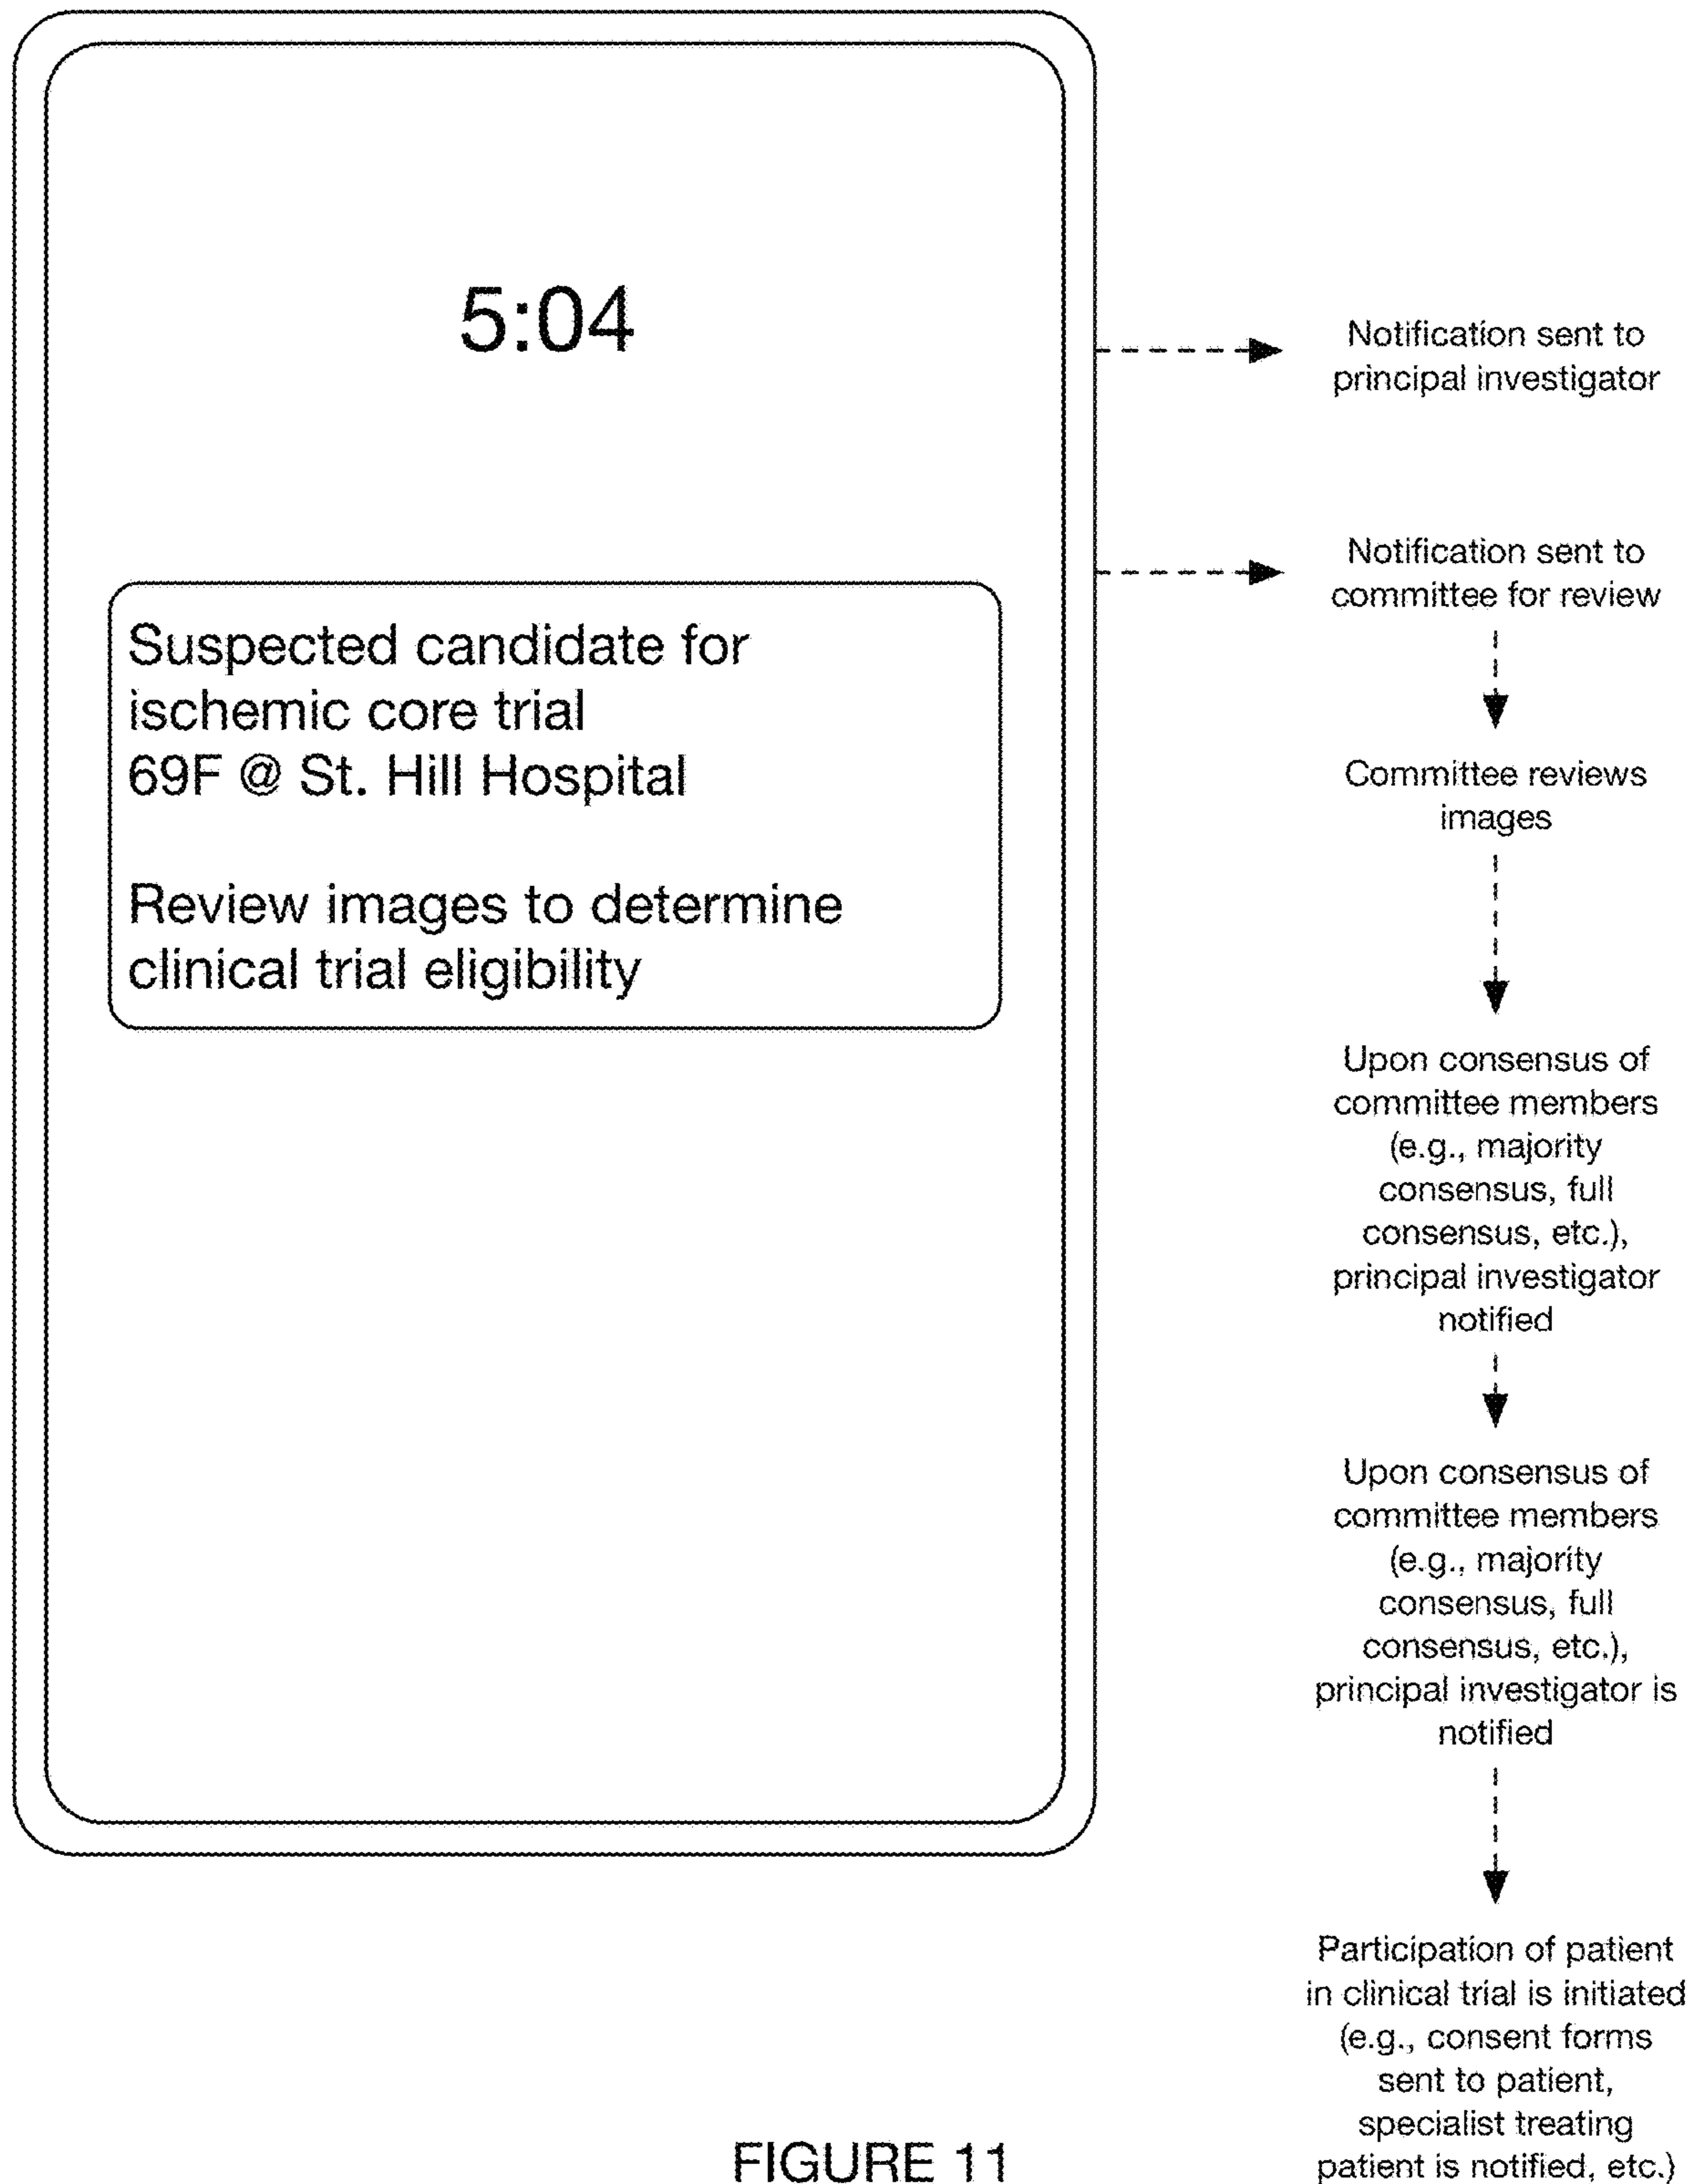 5:04
Suspected candidate for
ischemic core trial
69F @ St. Hill Hospital
Review images to determine
clinical trial eligibility
Notification sent to
principal investigator
Notification sent to
committee for review
Committee reviews
images
Upon consensus of
committee members
(e.g., majority
consensus, full
consensus, etc.),
principal investigator
notified
Upon consensus of
committee members
(e.g., majority
consensus, full
consensus, etc.),
principal investigator is
notified
Participation of patient
in clinical trial is initiated
(e.g., consent forms
sent to patient,
specialist treating
patient is notified, etc.)
FIGURE 11